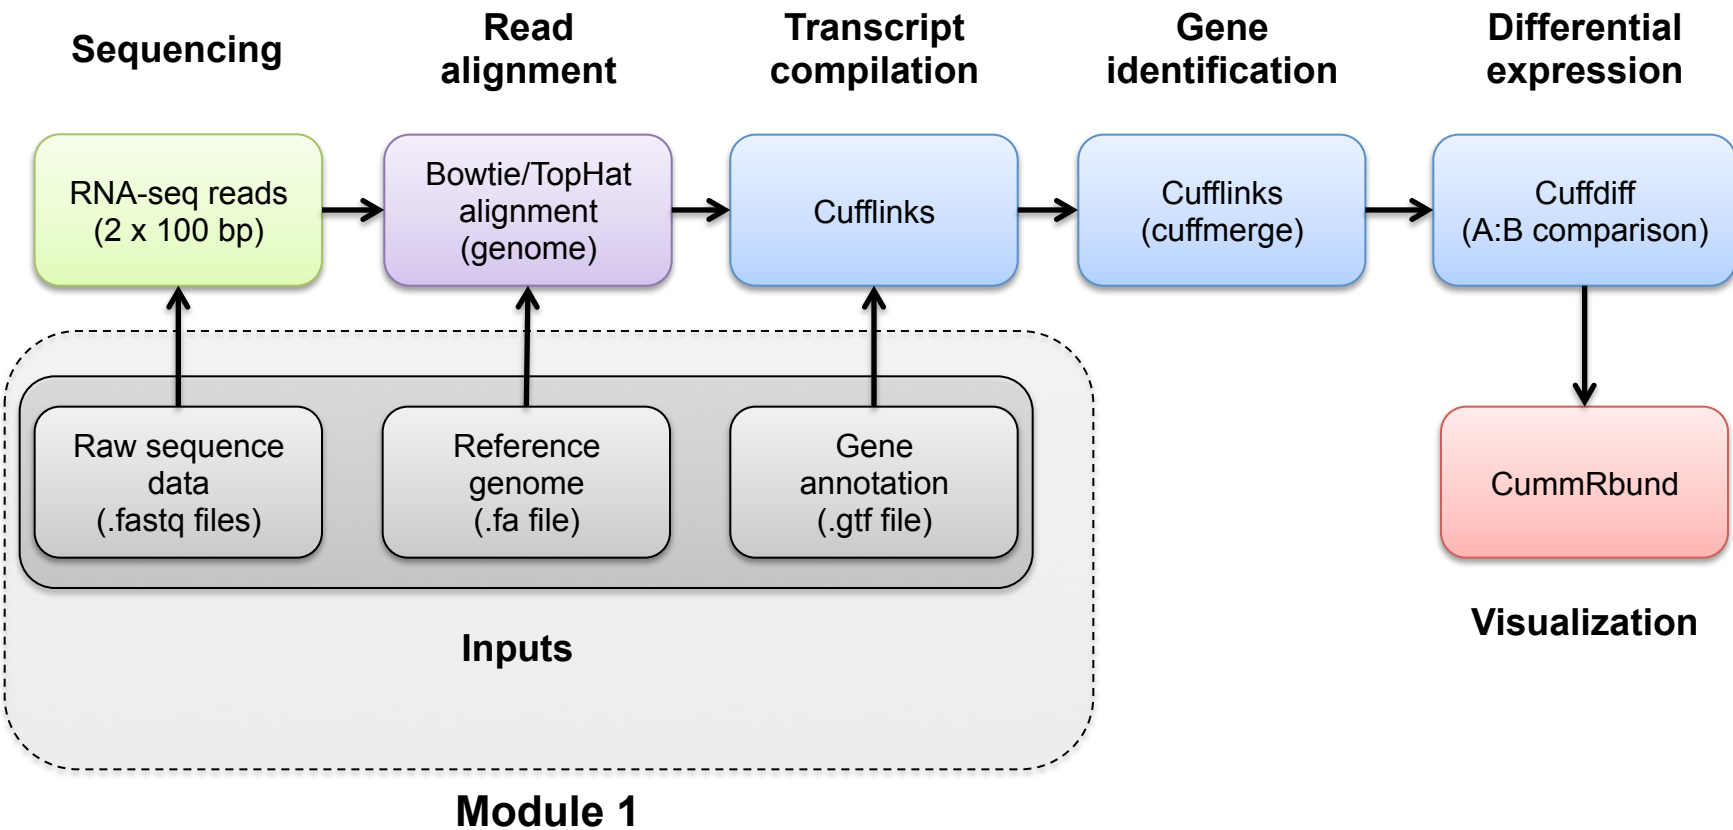 Sequencing
Read
alignment
Transcript
compilation
Gene
identification
Differential
expression
RNA-seq reads
(2 x 100 bp)
Bowtie/TopHat
alignment
(genome)
Cufflinks
Cufflinks
(cuffmerge)
Cuffdiff
(A:B comparison)
Raw sequence
data
(.fastq files)
Reference
genome
(.fa file)
Gene
annotation
(.gtf file)
CummRbund
Inputs
Visualization
Module 1